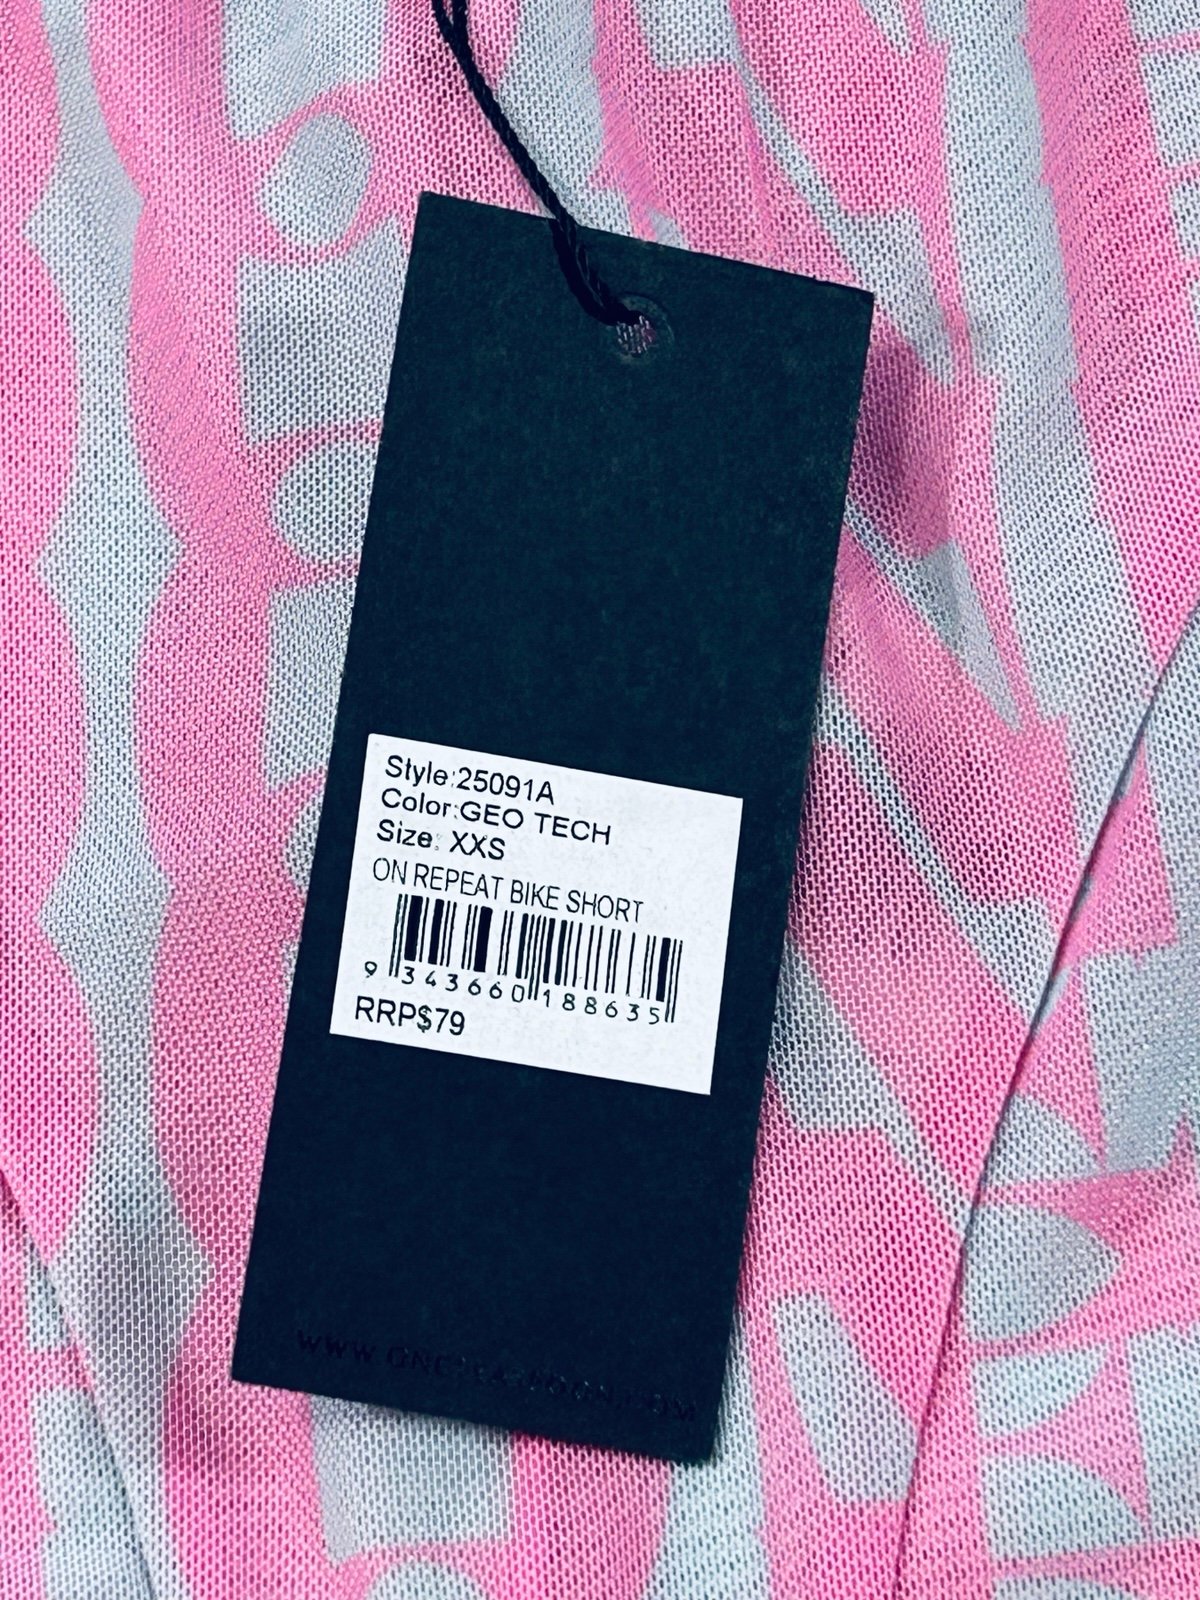 Style:25091A
Color:GEO TECH
Size: XXS
ON REPEAT BIKE SHORT
9 343660 188635
RRP$79